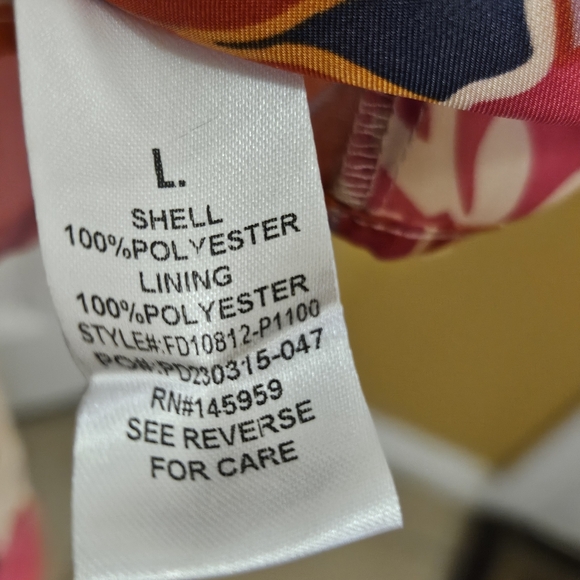 L.
SHELL
100%POLYESTER
LINING
100%POLYESTER
STYLE#:FD10812-P1100
PO#:PD230315-047
RN#145959
SEE REVERSE
FOR CARE